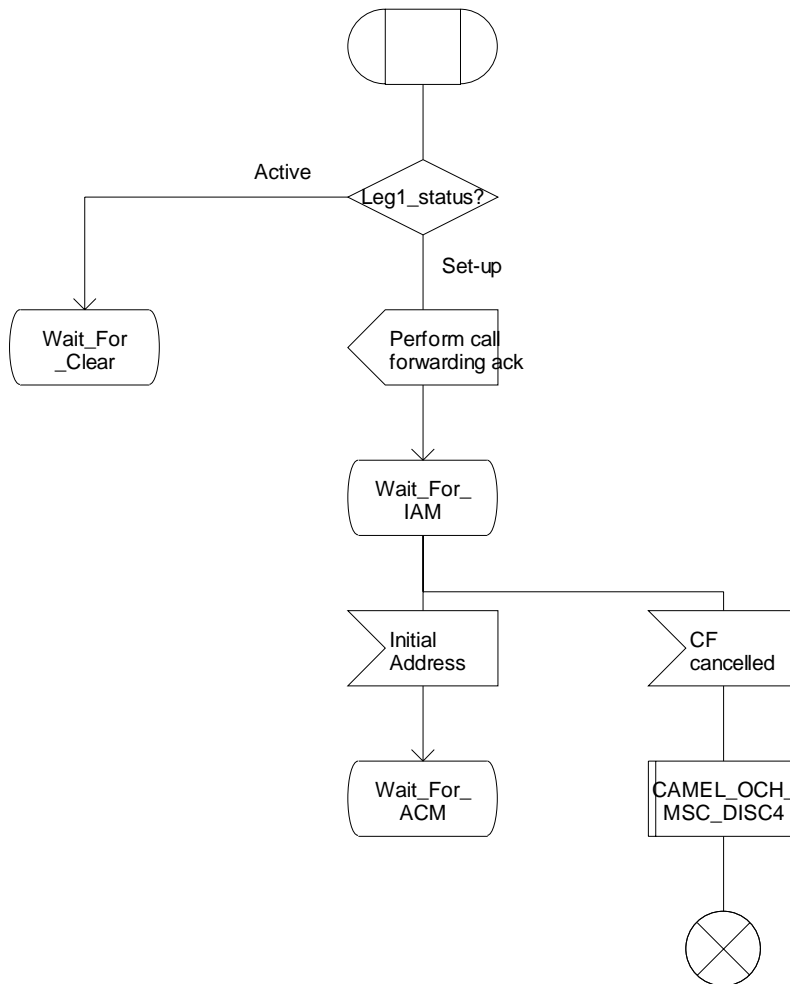 Active
Leg1_status?
Set-up
Wait_For
_Clear
Perform call
forwarding ack
Wait_For_
IAM
Initial
Address
CF
cancelled
Wait_For_
ACM
CAMEL_OCH_
MSC_DISC4